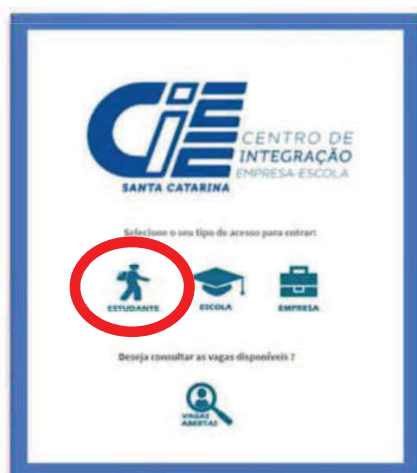 CiEE
CENTRO DE
INTEGRAÇÃO
EMPRESA-ESCOLA
SANTA CATARINA
Selecione o seu tipo de acesso para entrar:
ESTUDANTE ESCOLA EMPRESA
Deseja consultar as vagas disponíveis ?
VAGAS
ABERTAS